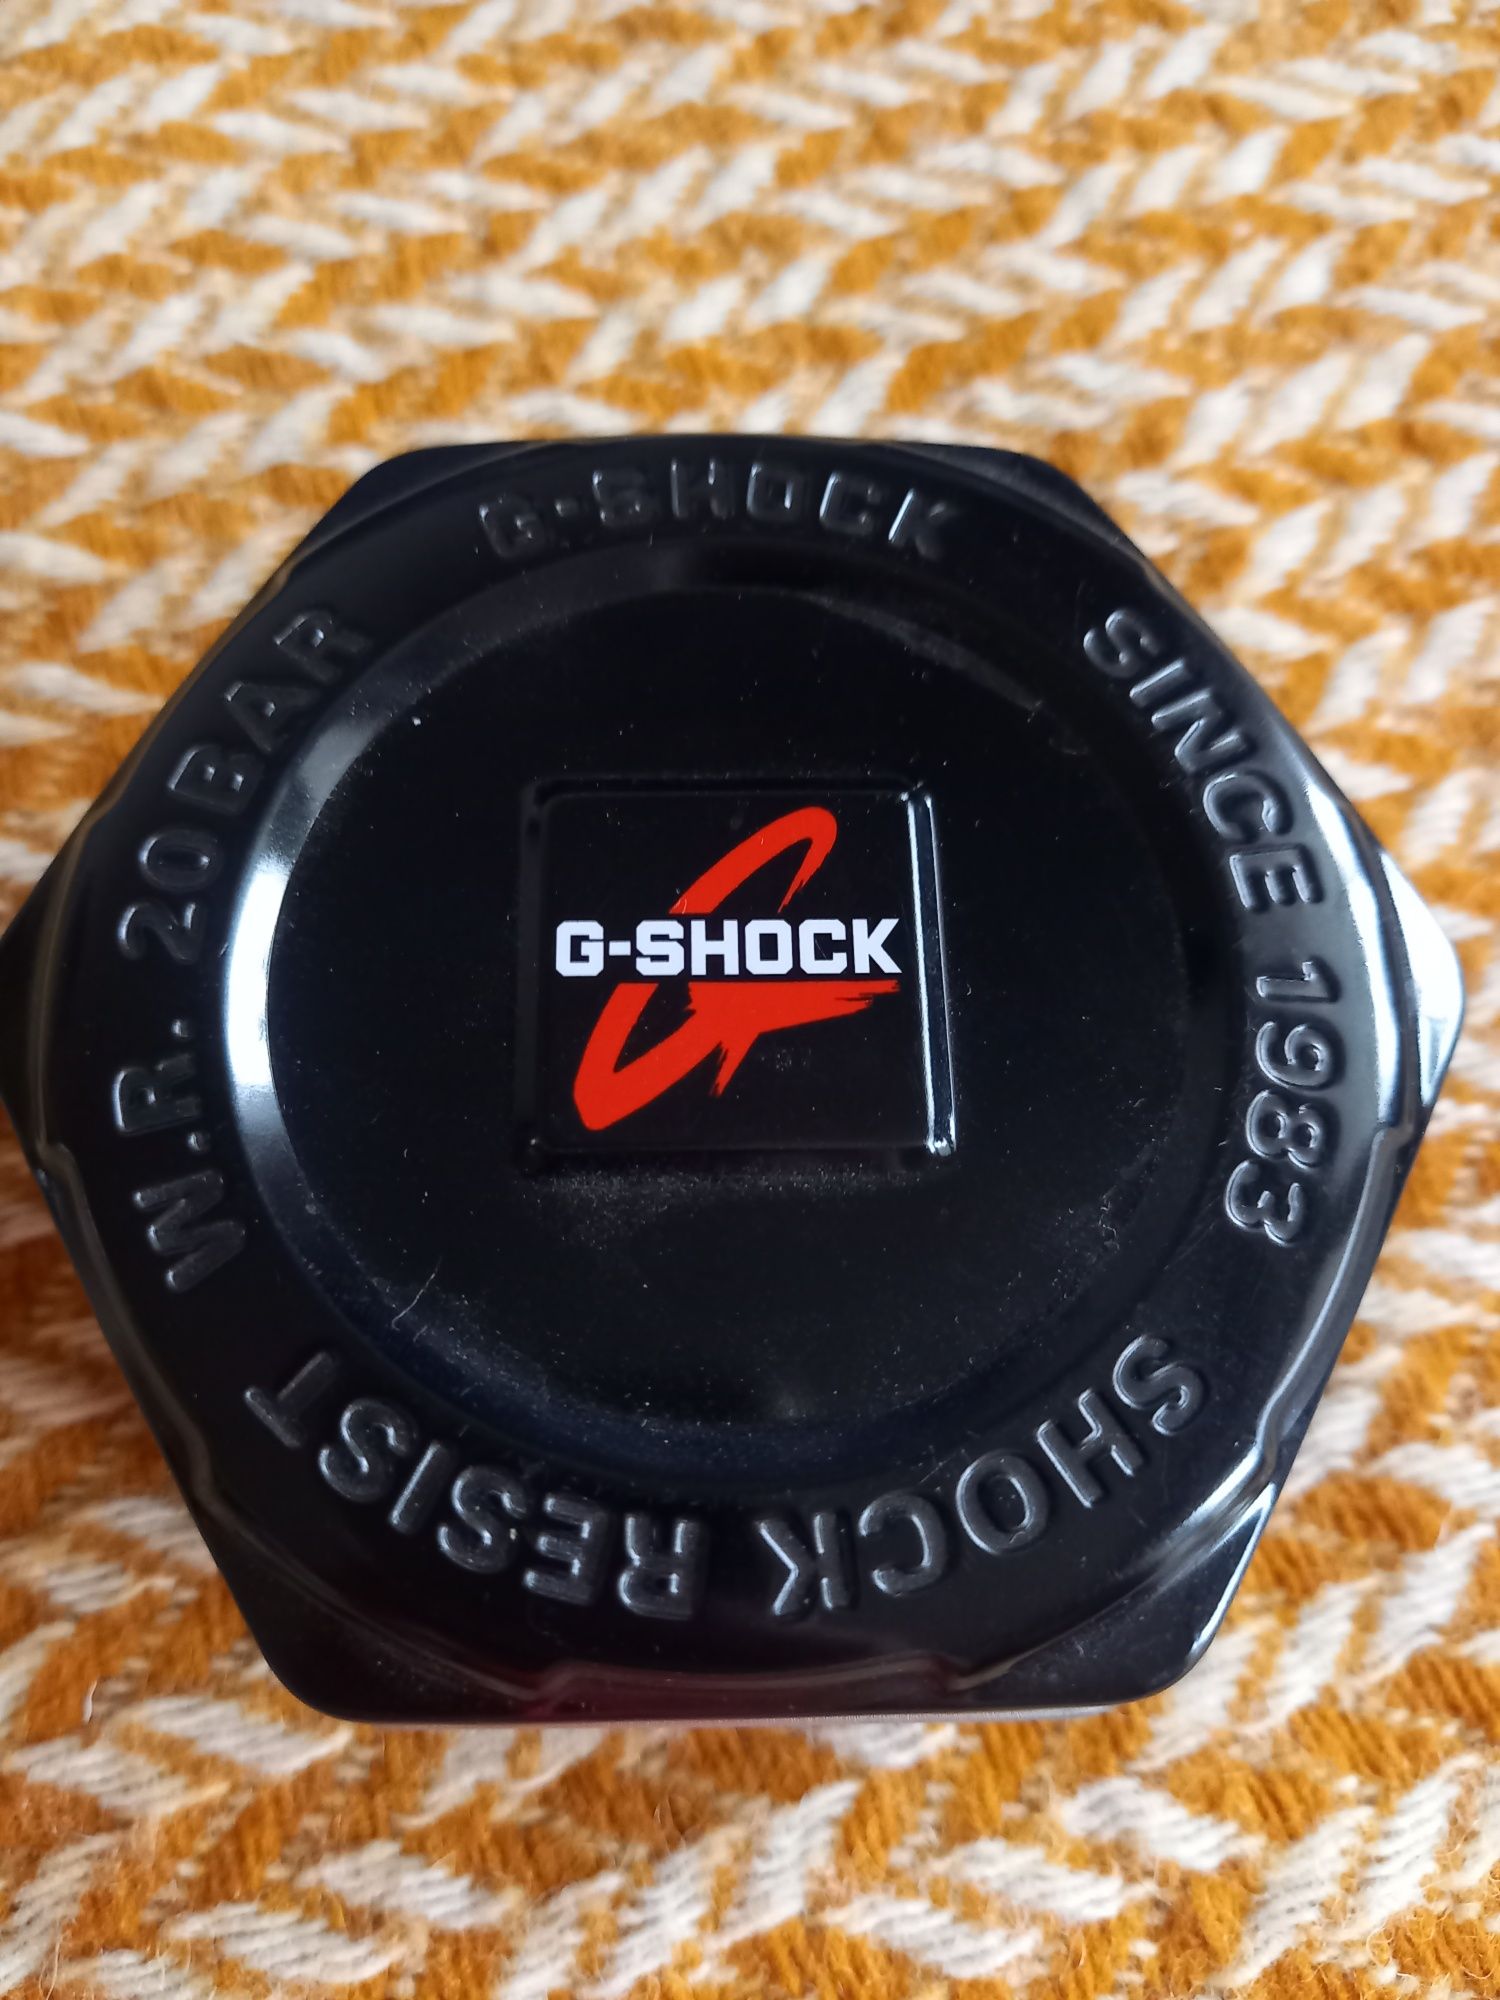 G-SHOCK
SINCE 1983
SHOCK RESIST
W.R. 20BAR
G-SHOCK